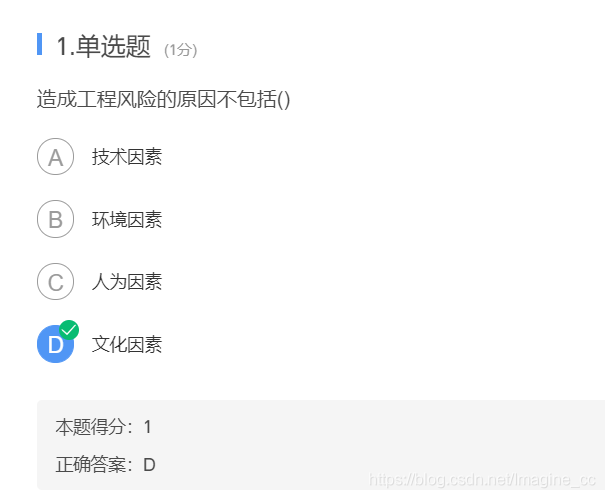 1.单选题 (1分)
造成工程风险的原因不包括()
A 技术因素
B 环境因素
C 人为因素
D 文化因素
本题得分：1
正确答案：D
https://blog.csdn.net/Imagine_cc